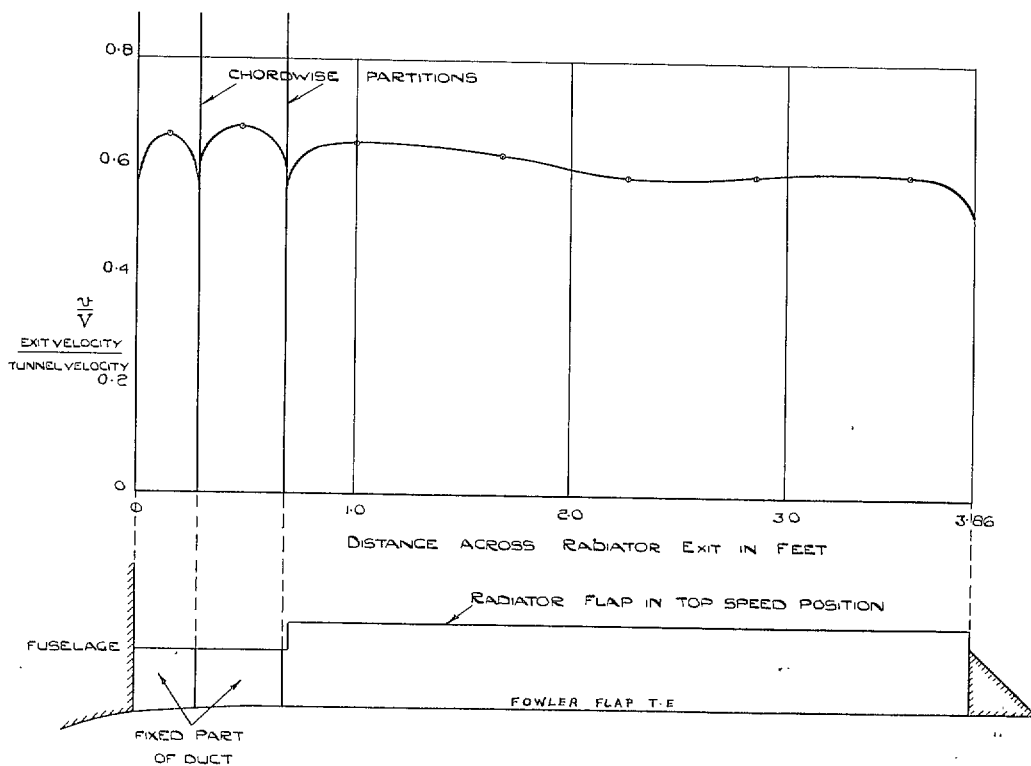 0.8
CHORDWISE PARTITIONS
0.6
0.4
v/V
EXIT VELOCITY
TUNNEL VELOCITY
0.2
0
0 1.0 2.0 3.0 3.86
DISTANCE ACROSS RADIATOR EXIT IN FEET
RADIATOR FLAP IN TOP SPEED POSITION
FUSELAGE
FOWLER FLAP T.E
FIXED PART
OF DUCT